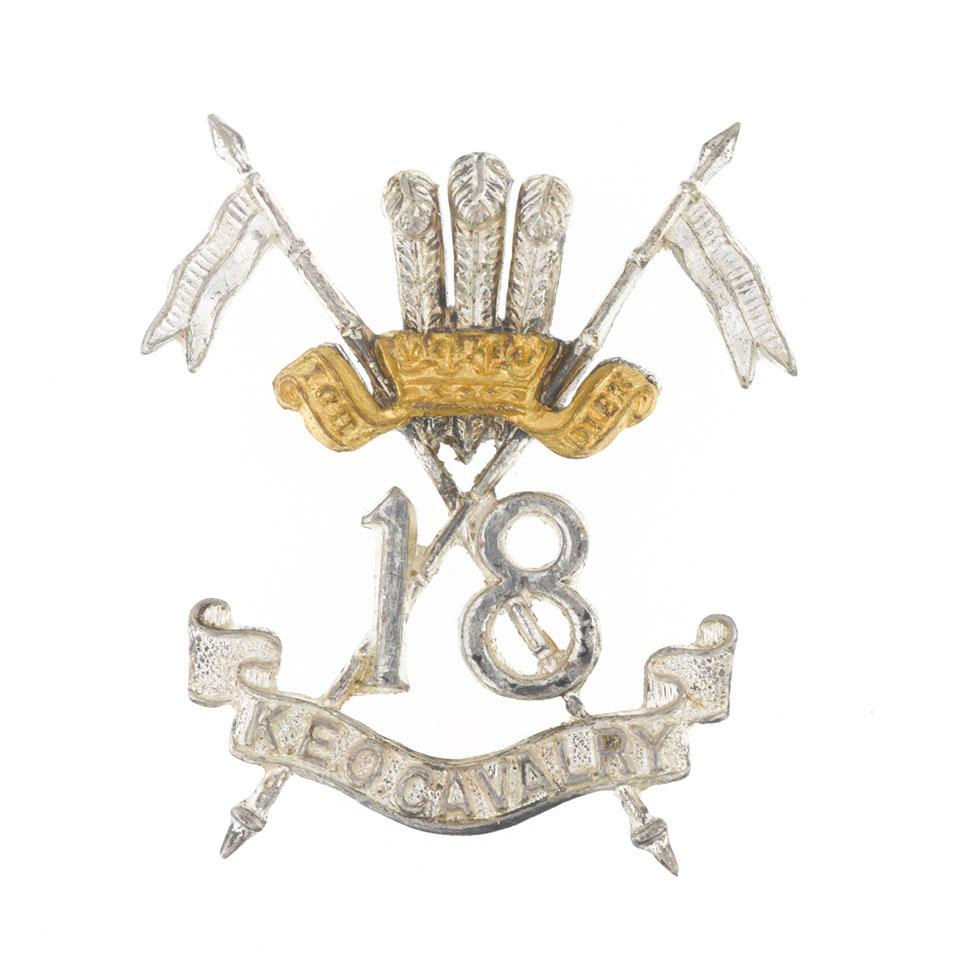 ICH DIEN
18
K.E.O. CAVALRY